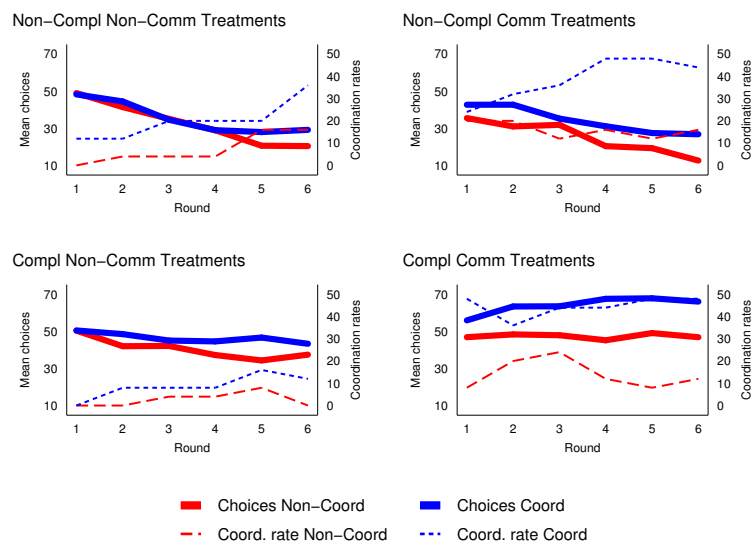 Non−Compl Non−Comm Treatments
Non−Compl Comm Treatments
70
50
30
10
Mean choices
50
40
30
20
10
0
Coordination rates
1 2 3 4 5 6
Round
70
50
30
10
Mean choices
50
40
30
20
10
0
Coordination rates
1 2 3 4 5 6
Round
Compl Non−Comm Treatments
Compl Comm Treatments
70
50
30
10
Mean choices
50
40
30
20
10
0
Coordination rates
1 2 3 4 5 6
Round
70
50
30
10
Mean choices
50
40
30
20
10
0
Coordination rates
1 2 3 4 5 6
Round
Choices Non−Coord
Choices Coord
Coord. rate Non−Coord
Coord. rate Coord